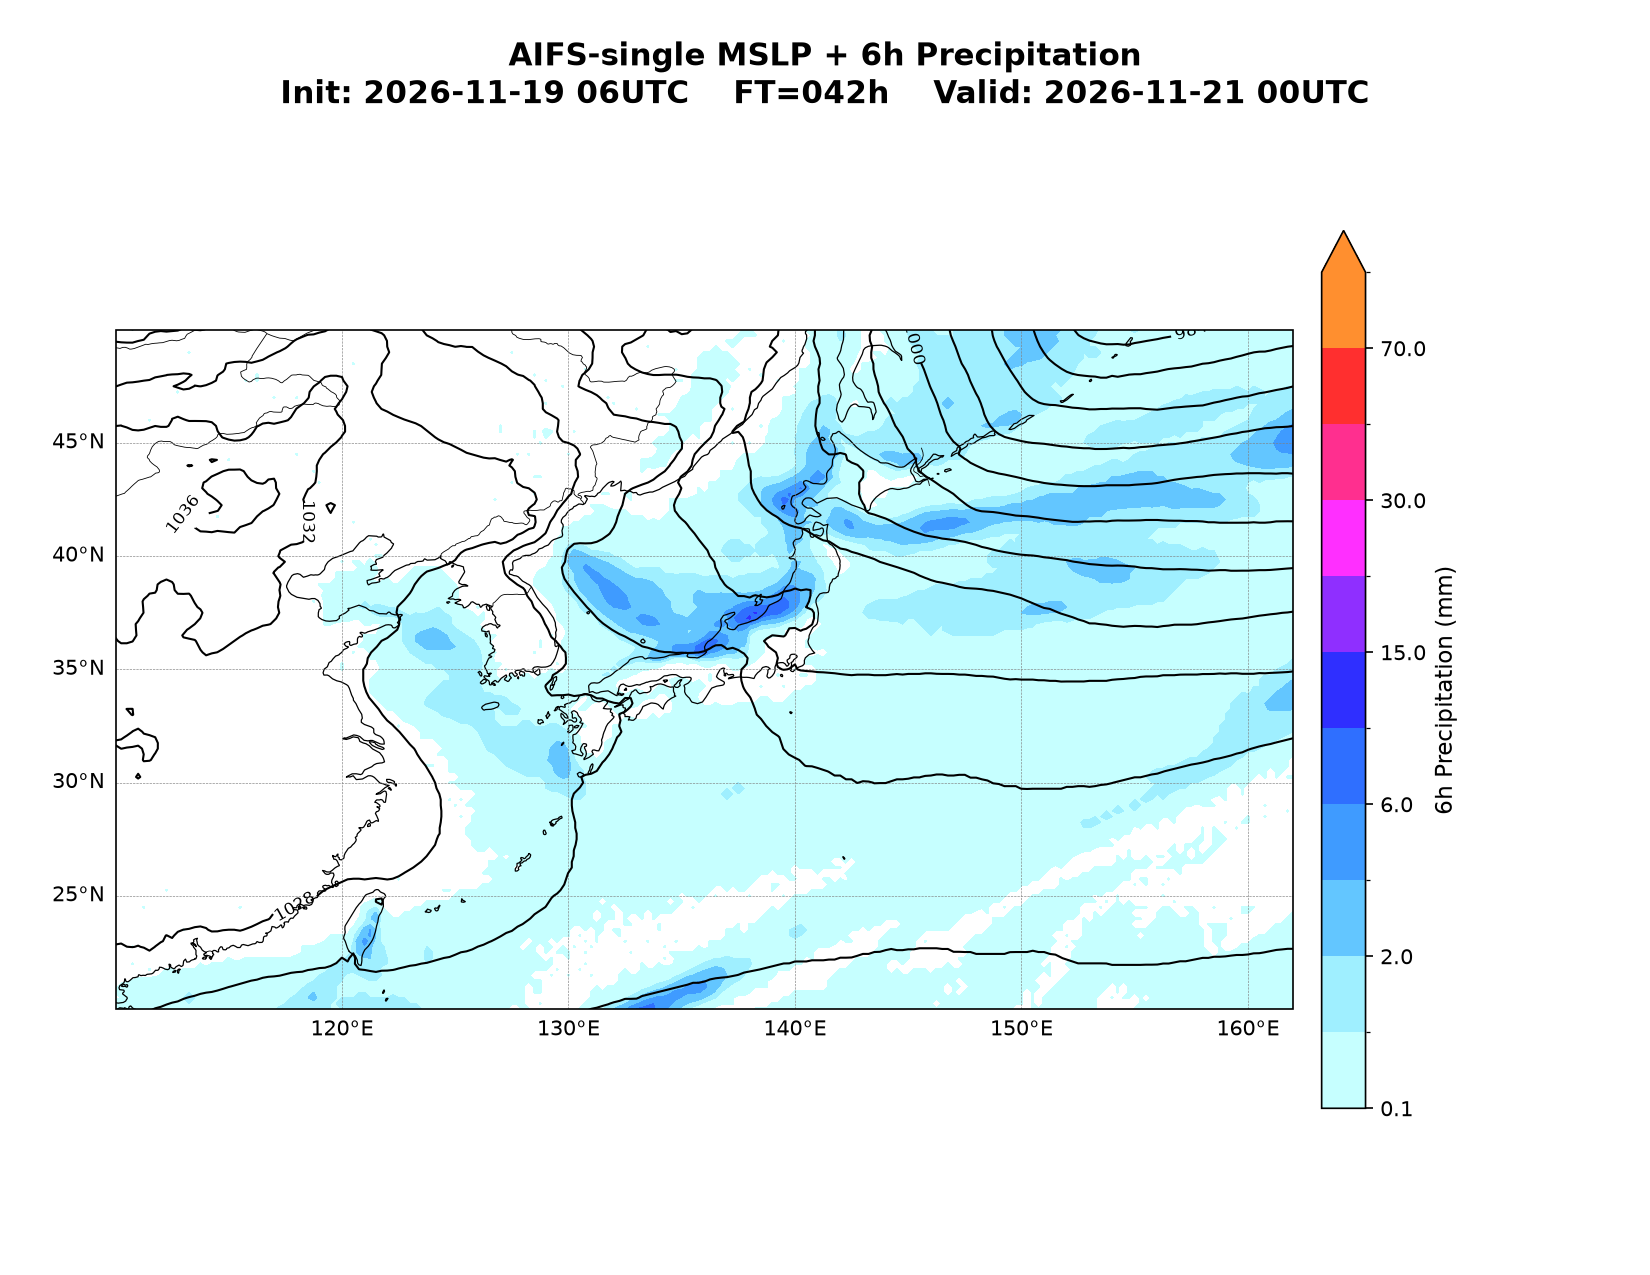 AIFS-single MSLP + 6h Precipitation
Init: 2026-11-19 06UTC    FT=042h    Valid: 2026-11-21 00UTC
45°N
40°N
35°N
30°N
25°N
120°E
130°E
140°E
150°E
160°E
1036
1032
1028
70.0
30.0
15.0
6.0
2.0
0.1
6h Precipitation (mm)